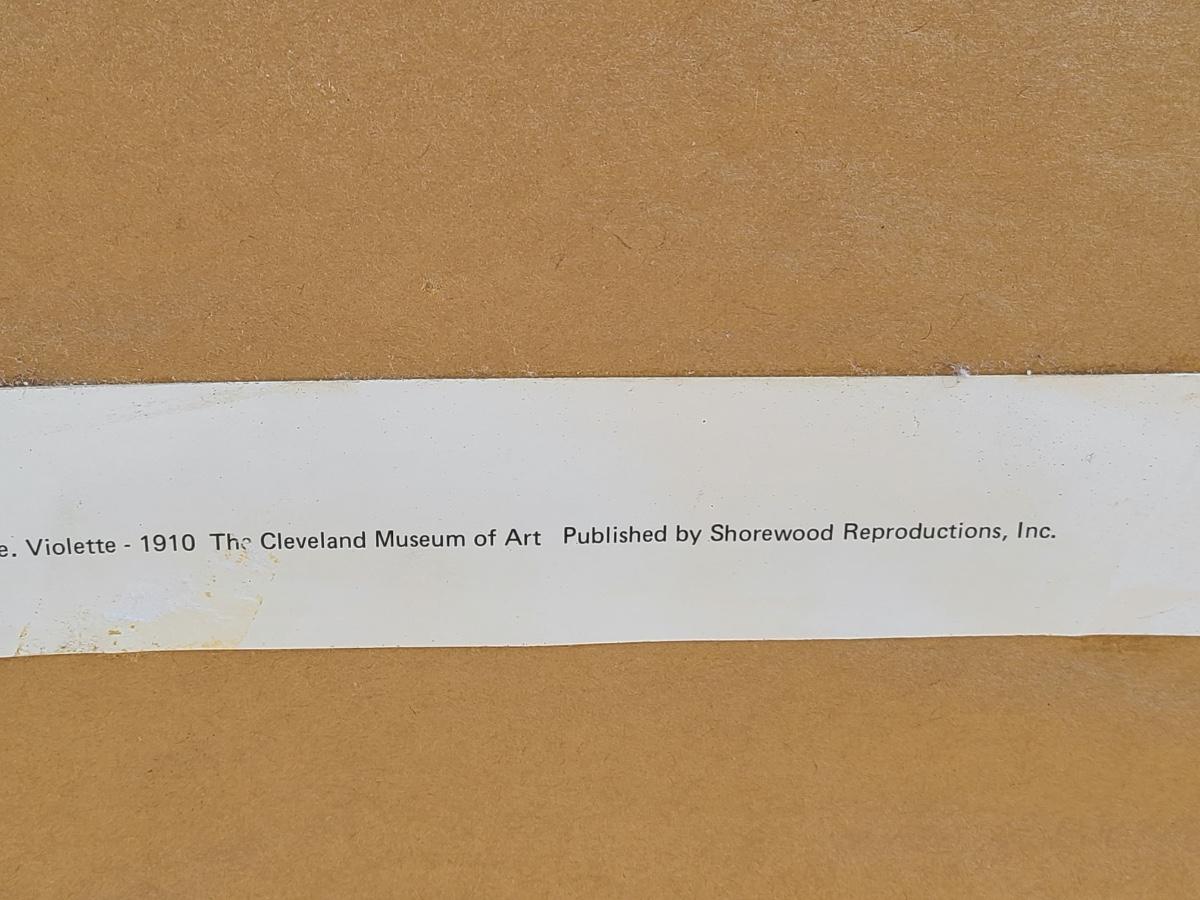 e. Violette - 1910 The Cleveland Museum of Art Published by Shorewood Reproductions, Inc.